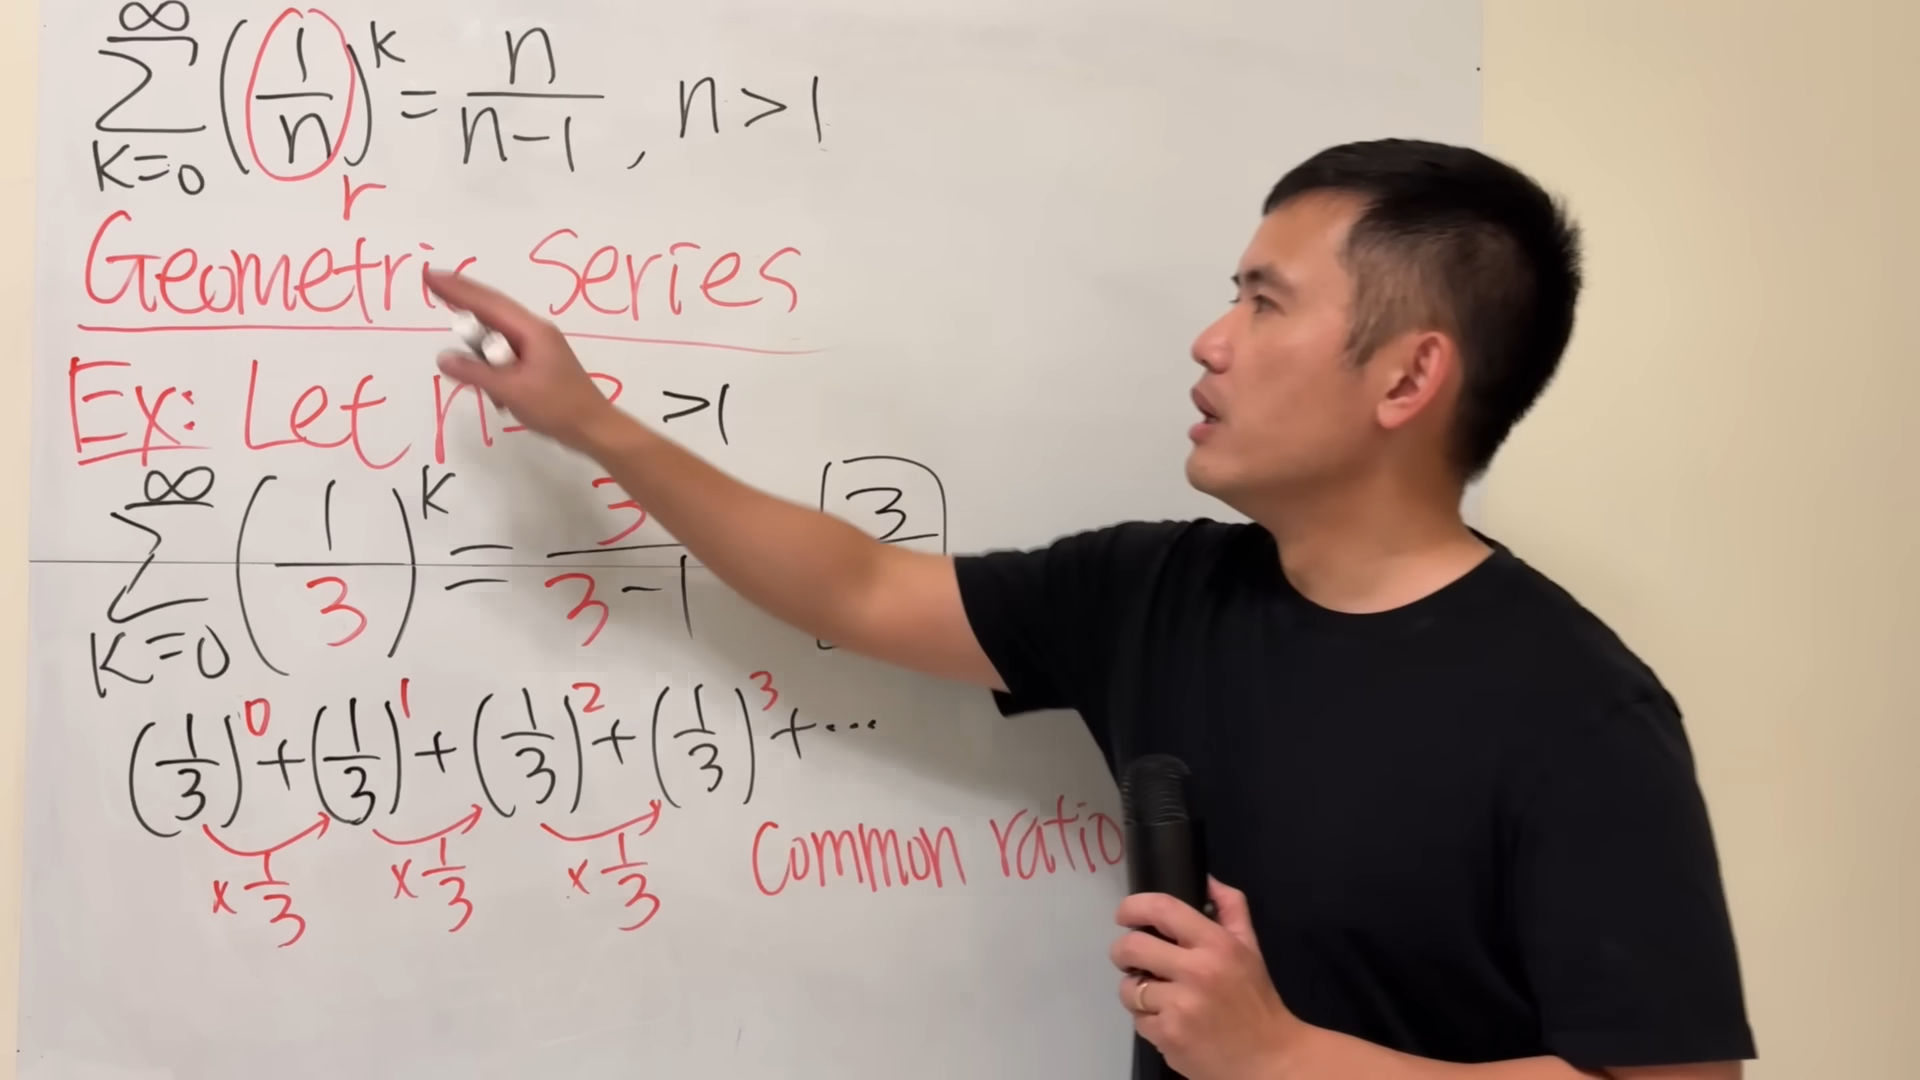 ∞
∑ (1/n)^k = n/(n-1), n>1
k=0
r
Geometric Series
Ex: Let n= >1
∞
∑ (1/3)^k = 3/(3-1) 3
k=0
(1/3)^0+(1/3)^1+(1/3)^2+(1/3)^3+...
×1/3 ×1/3 ×1/3 Common ratio